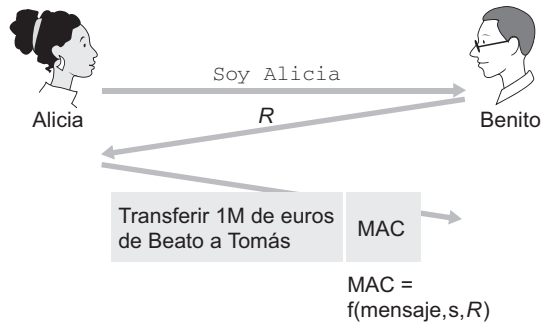 Soy Alicia
Alicia
R
Benito
Transferir 1M de euros
de Beato a Tomás
MAC
MAC =
f(mensaje,s,R)